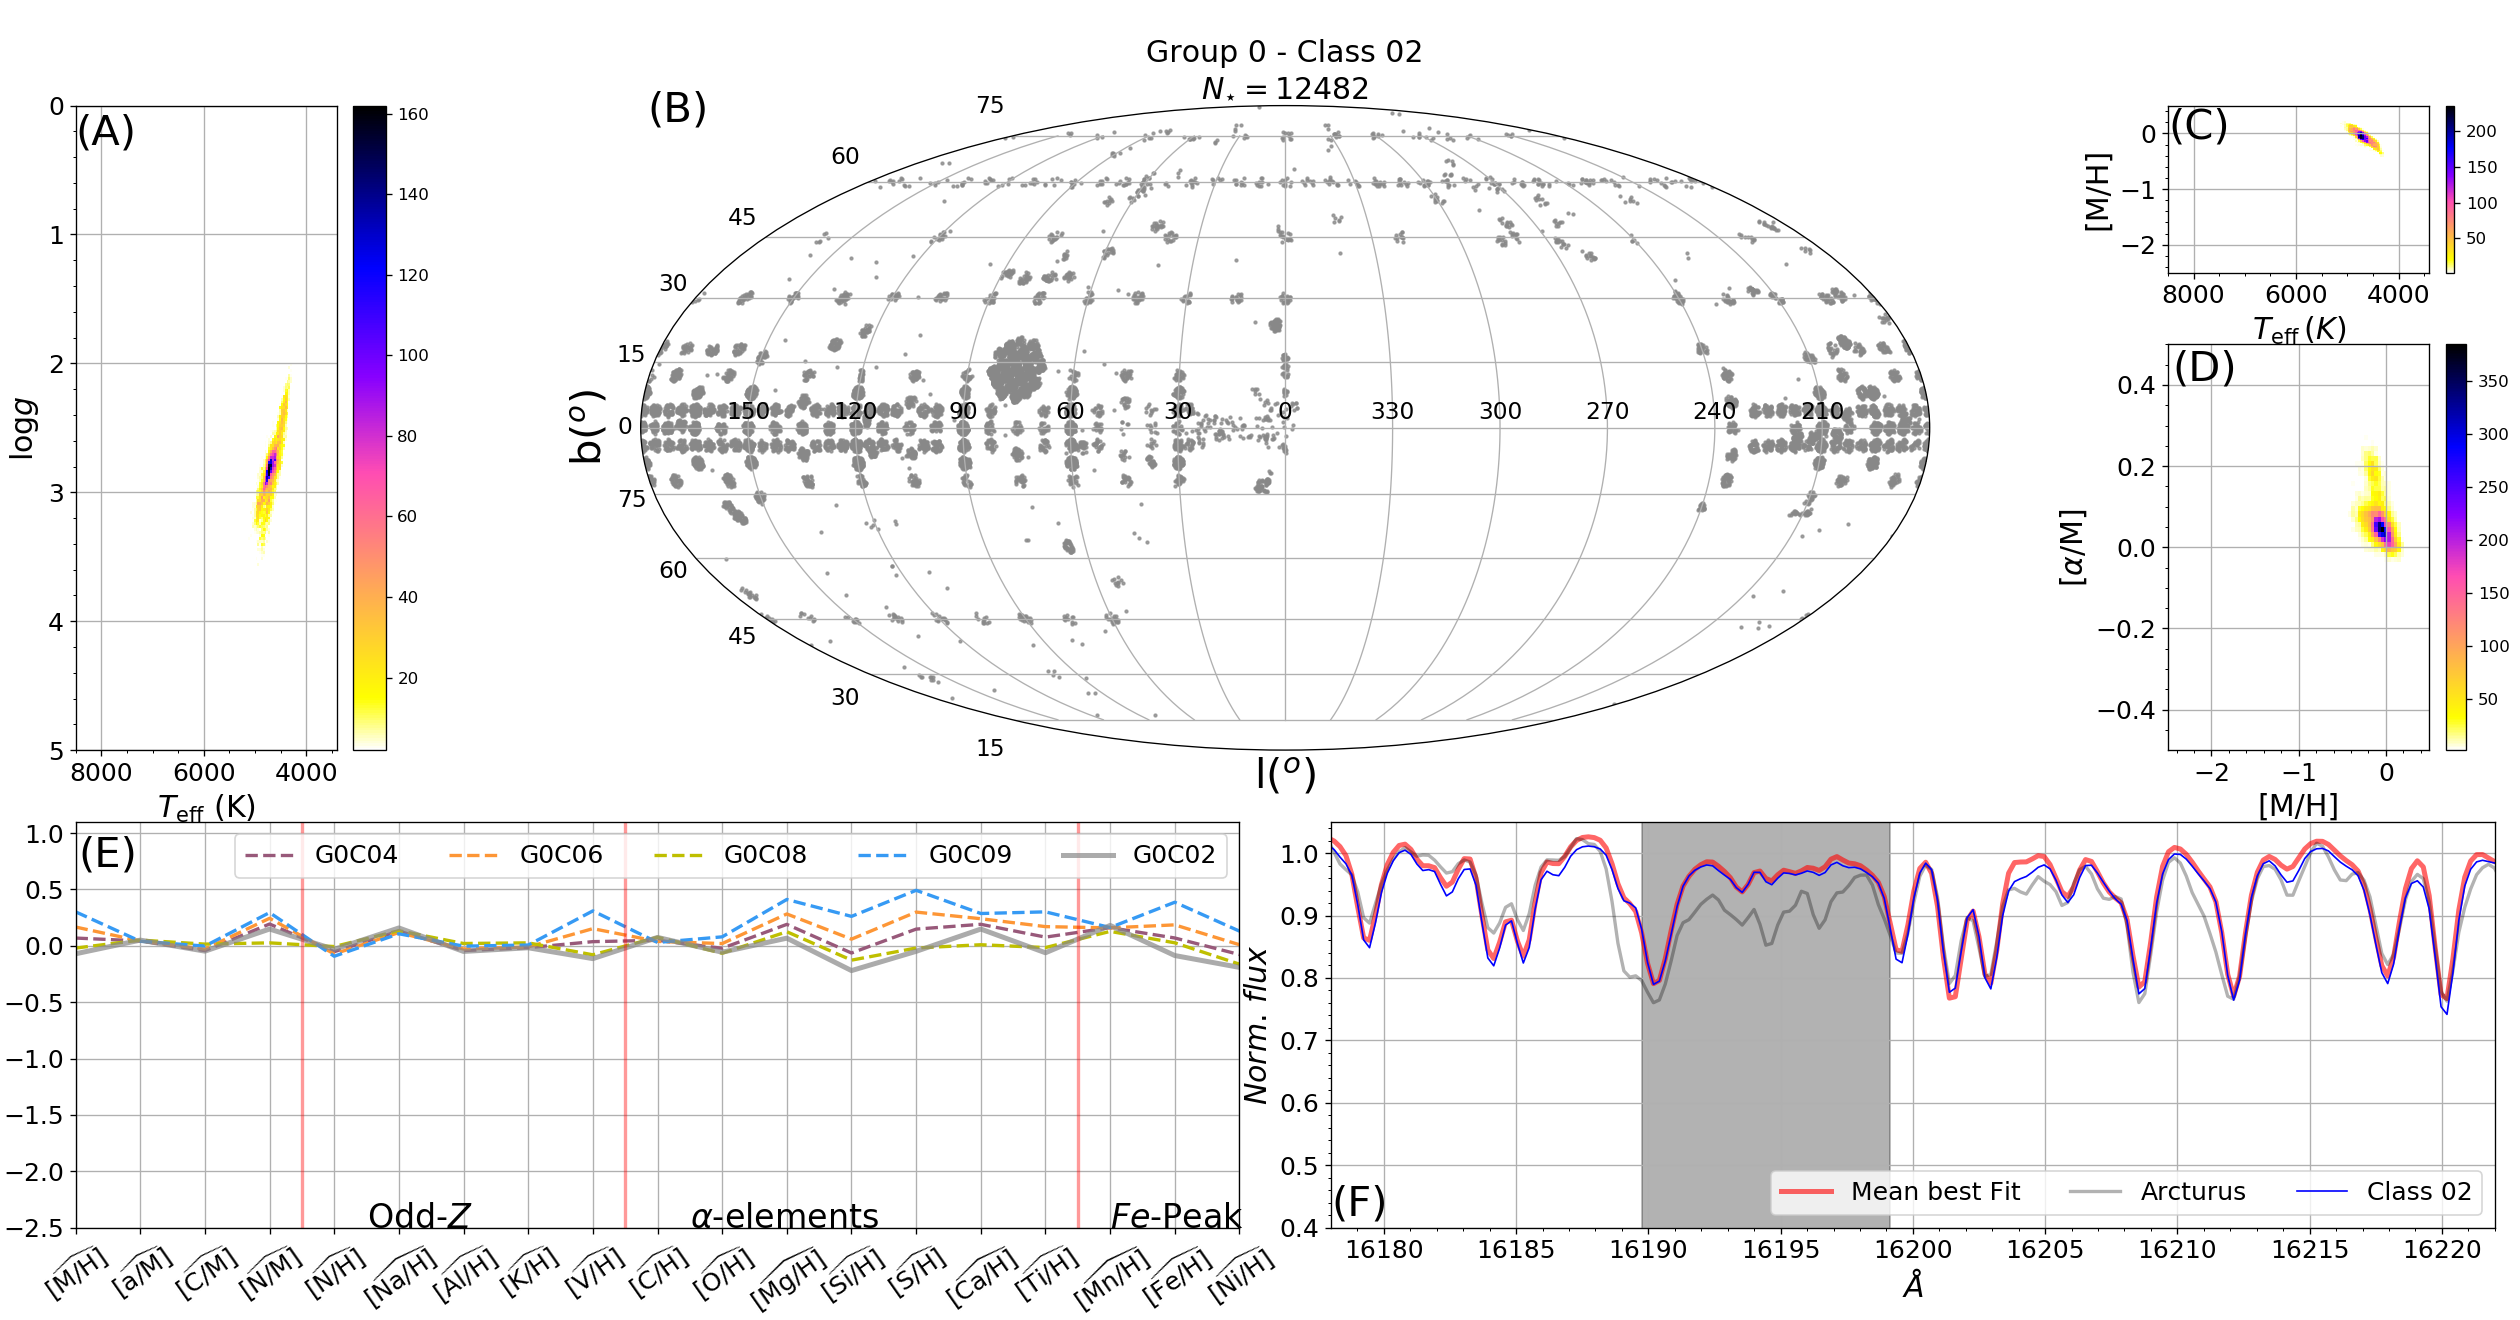 Group 0 - Class 02
N⋆ = 12482
(A)
0
1
2
3
4
5
logg
8000 6000 4000
Teff (K)
160
140
120
100
80
60
40
20
(B)
75
60
45
30
15
0
75
60
45
30
15
b(°)
150 120 90 60 30 0 330 300 270 240 210
l(°)
(C)
[M/H]
0
−1
−2
8000 6000 4000
Teff (K)
200
150
100
50
(D)
[α/M]
0.4
0.2
0.0
−0.2
−0.4
−2 −1 0
[M/H]
350
300
250
200
150
100
50
(E)
G0C04 G0C06 G0C08 G0C09 G0C02
1.0
0.5
0.0
−0.5
−1.0
−1.5
−2.0
−2.5
Odd-Z α-elements Fe-Peak
[M/H] [a/M] [C/M] [N/M] [N/H] [Na/H] [Al/H] [K/H] [V/H] [C/H] [O/H] [Mg/H] [Si/H] [S/H] [Ca/H] [Ti/H] [Mn/H] [Fe/H] [Ni/H]
(F)
Norm. flux
1.0
0.9
0.8
0.7
0.6
0.5
0.4
Mean best Fit Arcturus Class 02
16180 16185 16190 16195 16200 16205 16210 16215 16220
Å